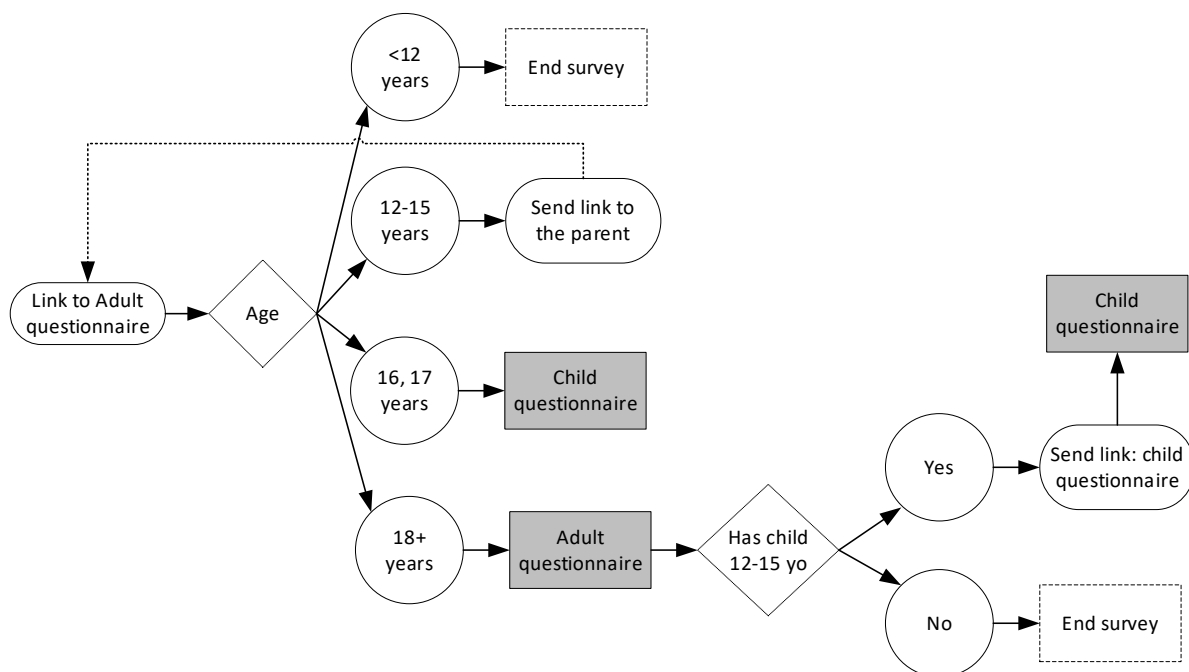 <12
years
End survey
12-15
years
Send link to
the parent
Link to Adult
questionnaire
Age
16, 17
years
Child
questionnaire
18+
years
Adult
questionnaire
Has child
12-15 yo
Yes
Send link: child
questionnaire
Child
questionnaire
No
End survey